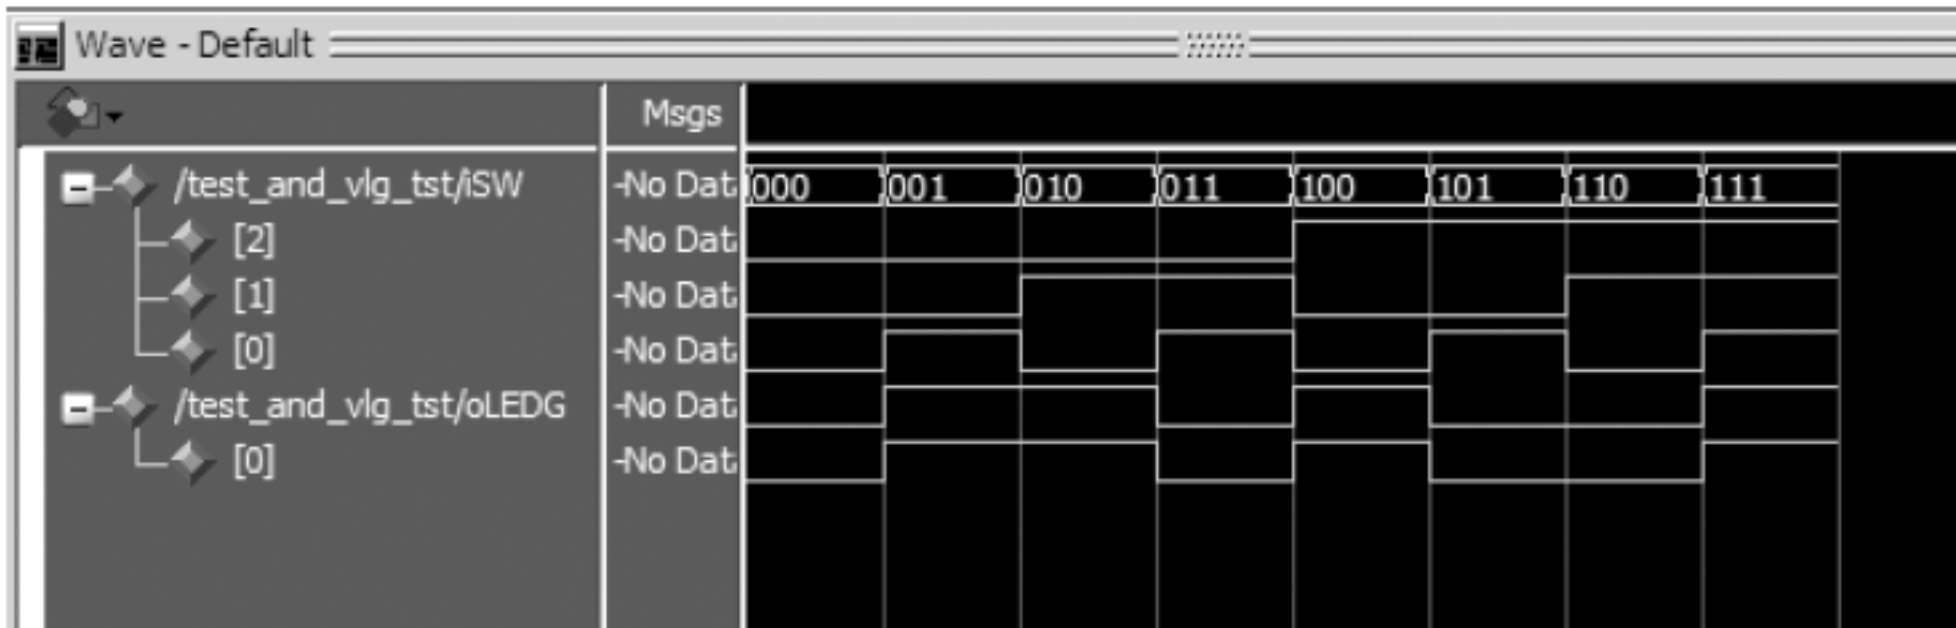 Wave - Default
Msgs
/test_and_vlg_tst/iSW -No Dat 000 001 010 011 100 101 110 111
[2] -No Dat
[1] -No Dat
[0] -No Dat
/test_and_vlg_tst/oLEDG -No Dat
[0] -No Dat